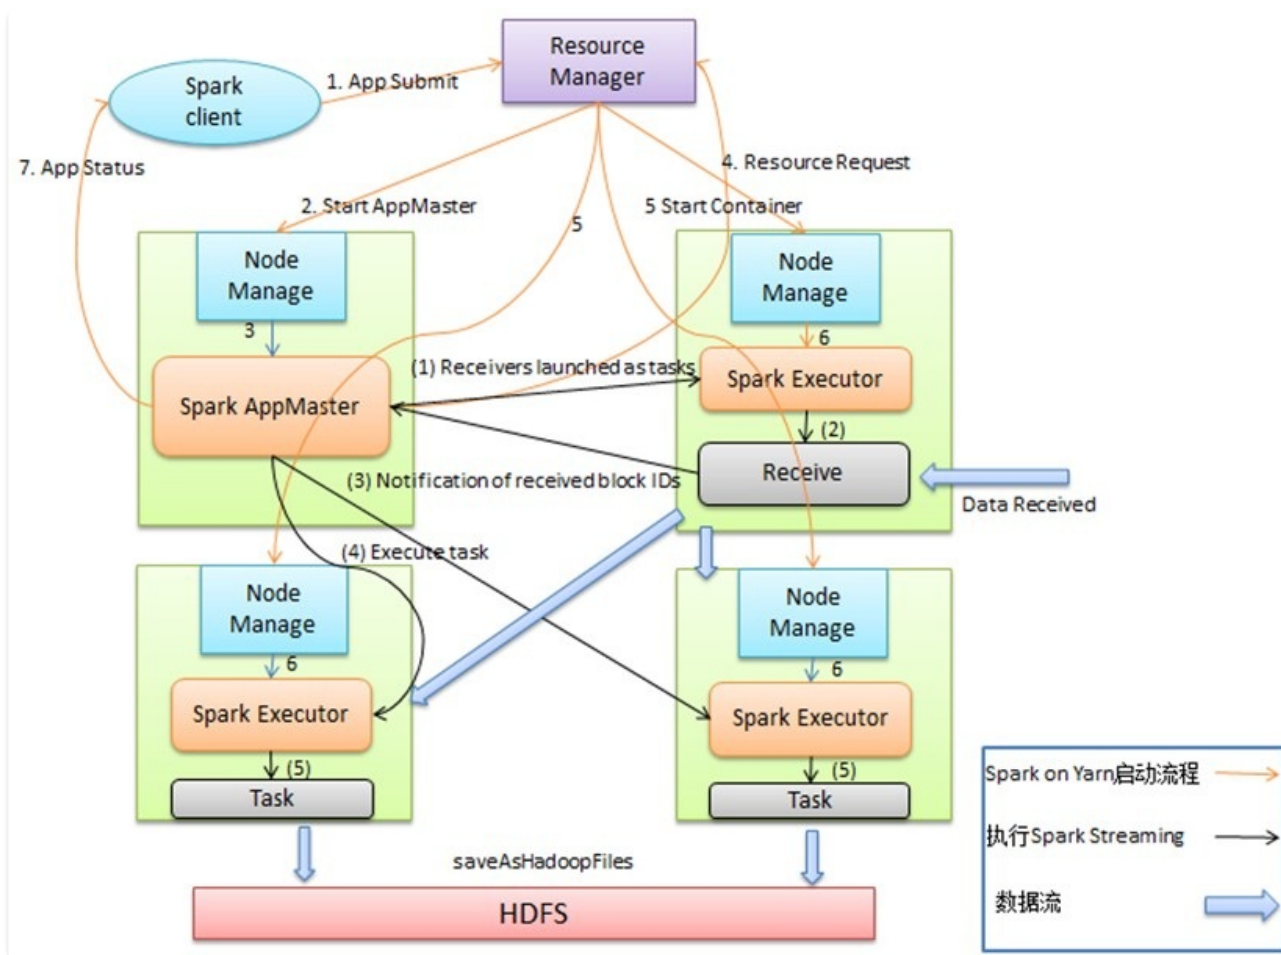 Resource
Manager
Spark
client
1. App Submit
7. App Status
4. Resource Request
2. Start AppMaster
5
5 Start Container
Node
Manage
Node
Manage
3
6
(1) Receivers launched as tasks
Spark AppMaster
Spark Executor
(2)
Receive
(3) Notification of received block IDs
Data Received
(4) Execute task
Node
Manage
Node
Manage
6
6
Spark Executor
Spark Executor
(5)
(5)
Task
Task
saveAsHadoopFiles
HDFS
Spark on Yarn启动流程
执行Spark Streaming
数据流